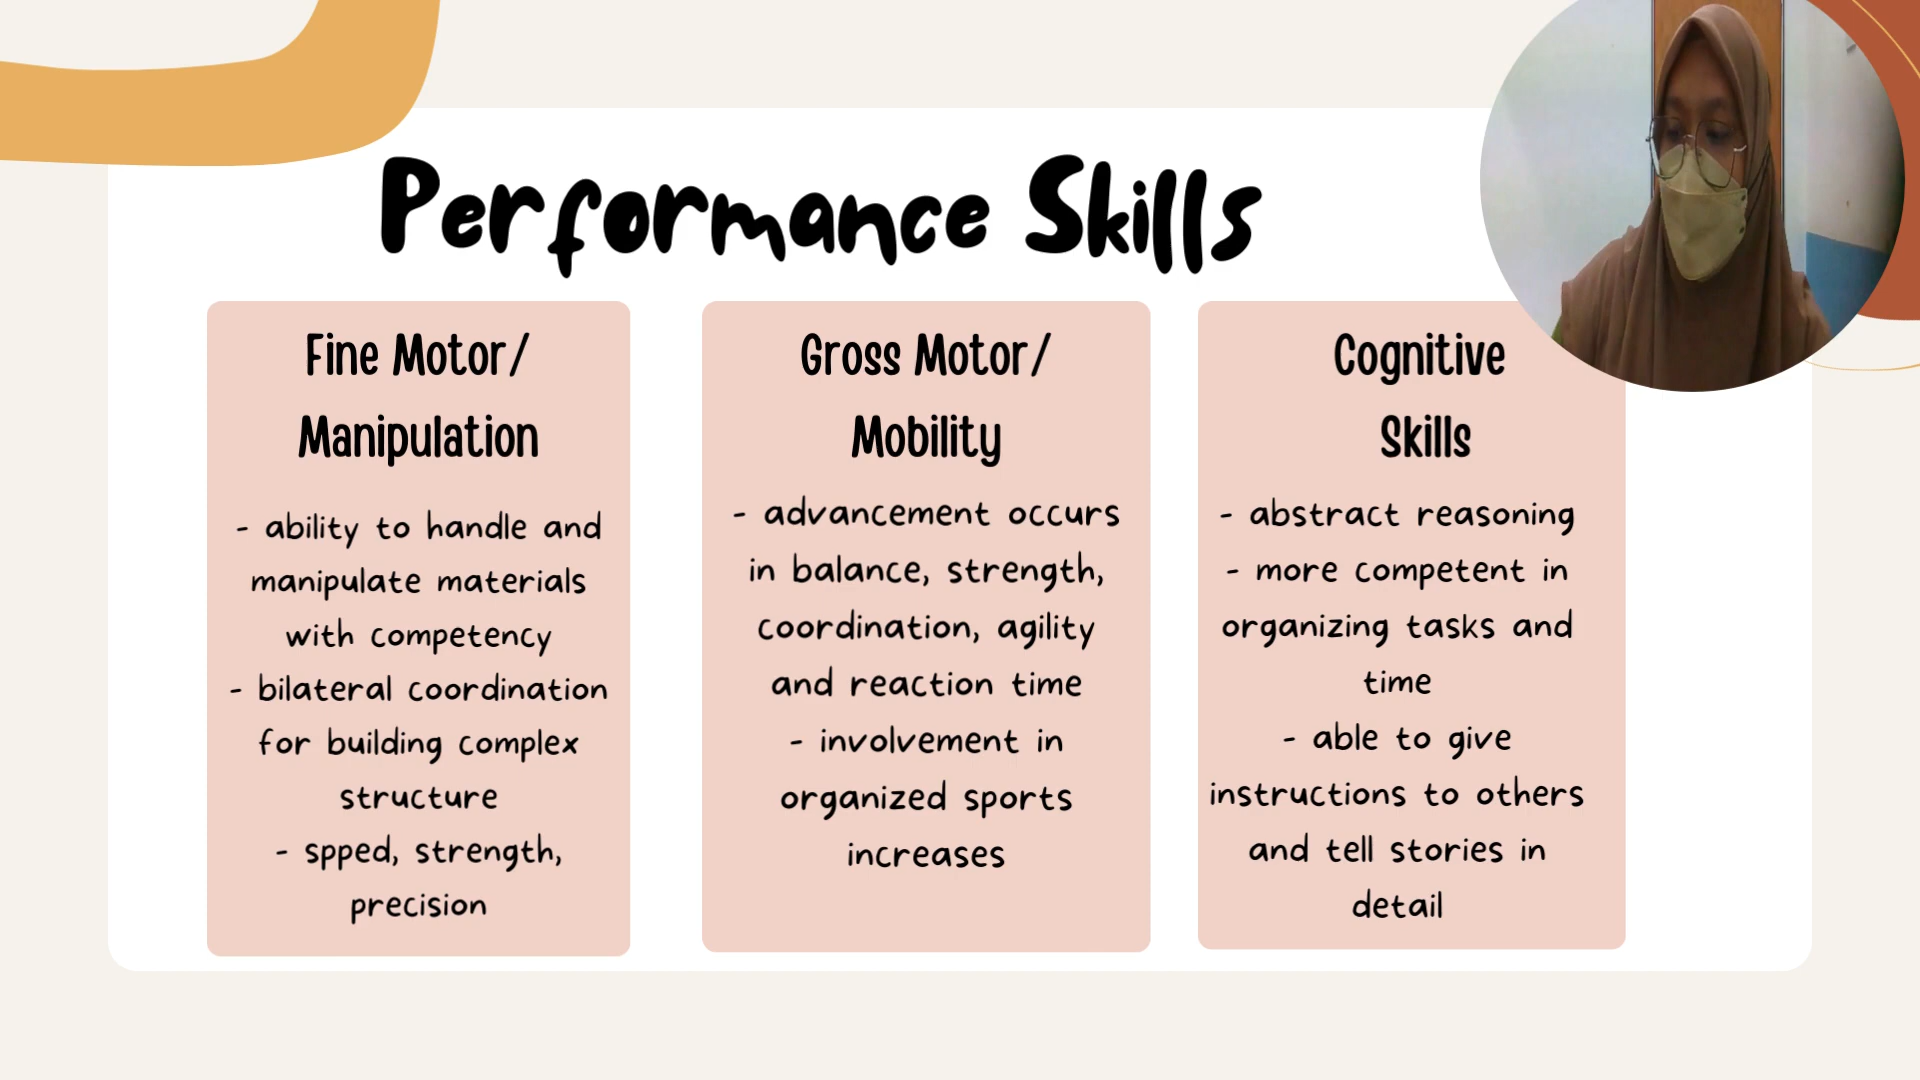 Performance Skills
Fine Motor/
Manipulation
- ability to handle and
manipulate materials
with competency
- bilateral coordination
for building complex
structure
- spped, strength,
precision
Gross Motor/
Mobility
- advancement occurs
in balance, strength,
coordination, agility
and reaction time
- involvement in
organized sports
increases
Cognitive
Skills
- abstract reasoning
- more competent in
organizing tasks and
time
- able to give
instructions to others
and tell stories in
detail